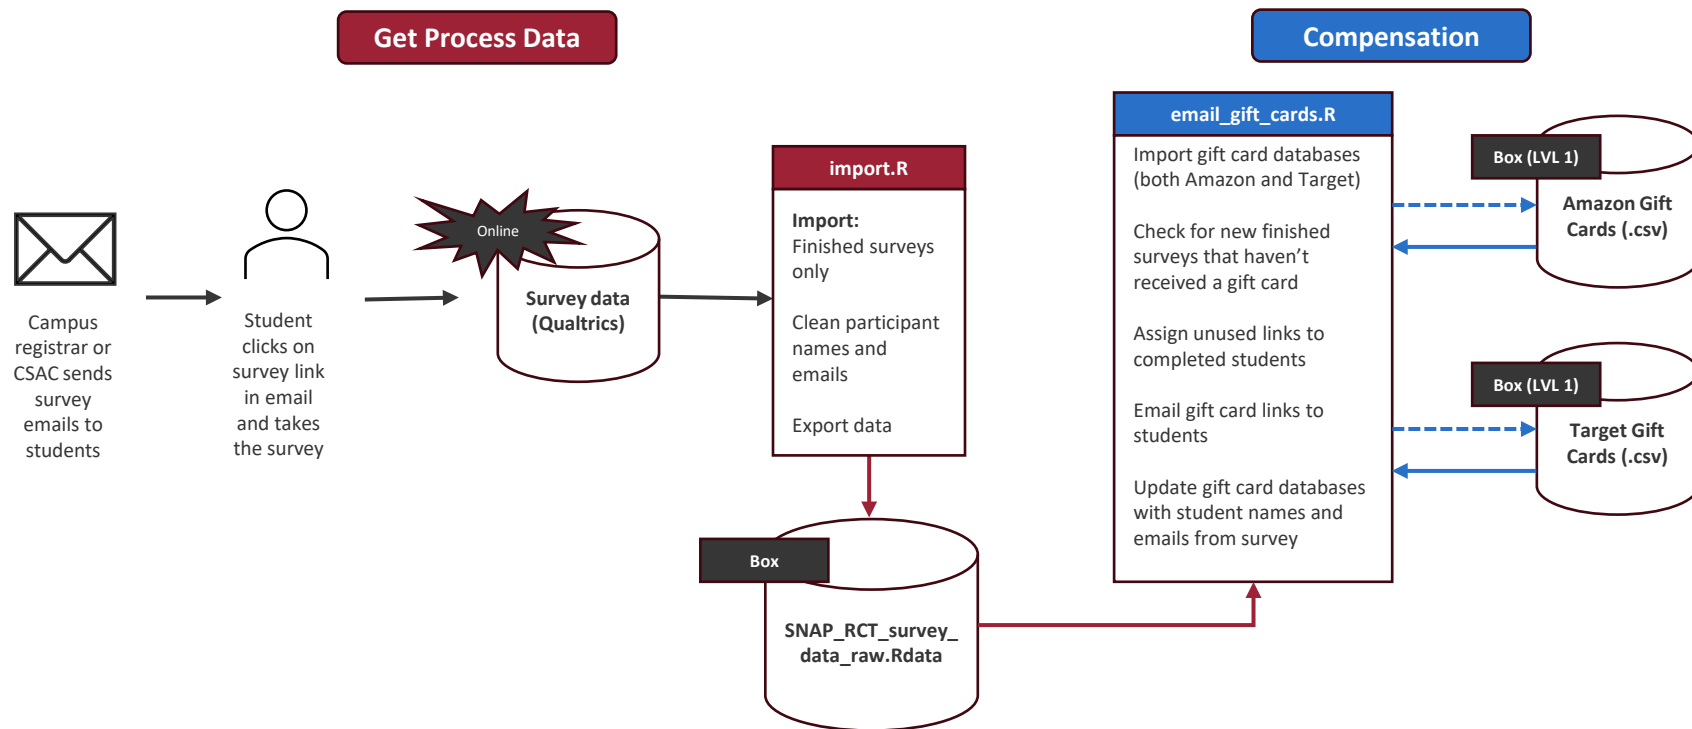 Get Process Data
Compensation
Campus
registrar or
CSAC sends
survey
emails to
students
Student
clicks on
survey link
in email
and takes
the survey
Online
Survey data
(Qualtrics)
import.R
Import:
Finished surveys
only
Clean participant
names and
emails
Export data
Box
SNAP_RCT_survey_
data_raw.Rdata
email_gift_cards.R
Import gift card databases
(both Amazon and Target)
Check for new finished
surveys that haven’t
received a gift card
Assign unused links to
completed students
Email gift card links to
students
Update gift card databases
with student names and
emails from survey
Box (LVL 1)
Amazon Gift
Cards (.csv)
Box (LVL 1)
Target Gift
Cards (.csv)